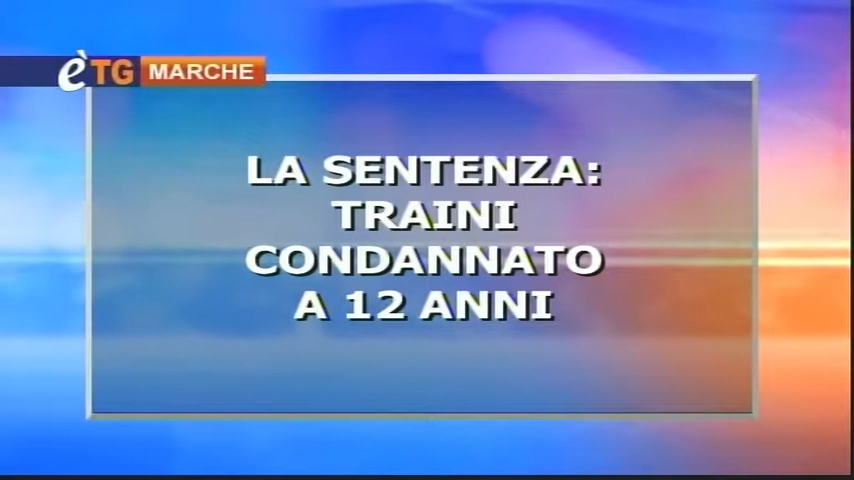 èTG MARCHE
LA SENTENZA:
TRAINI
CONDANNATO
A 12 ANNI